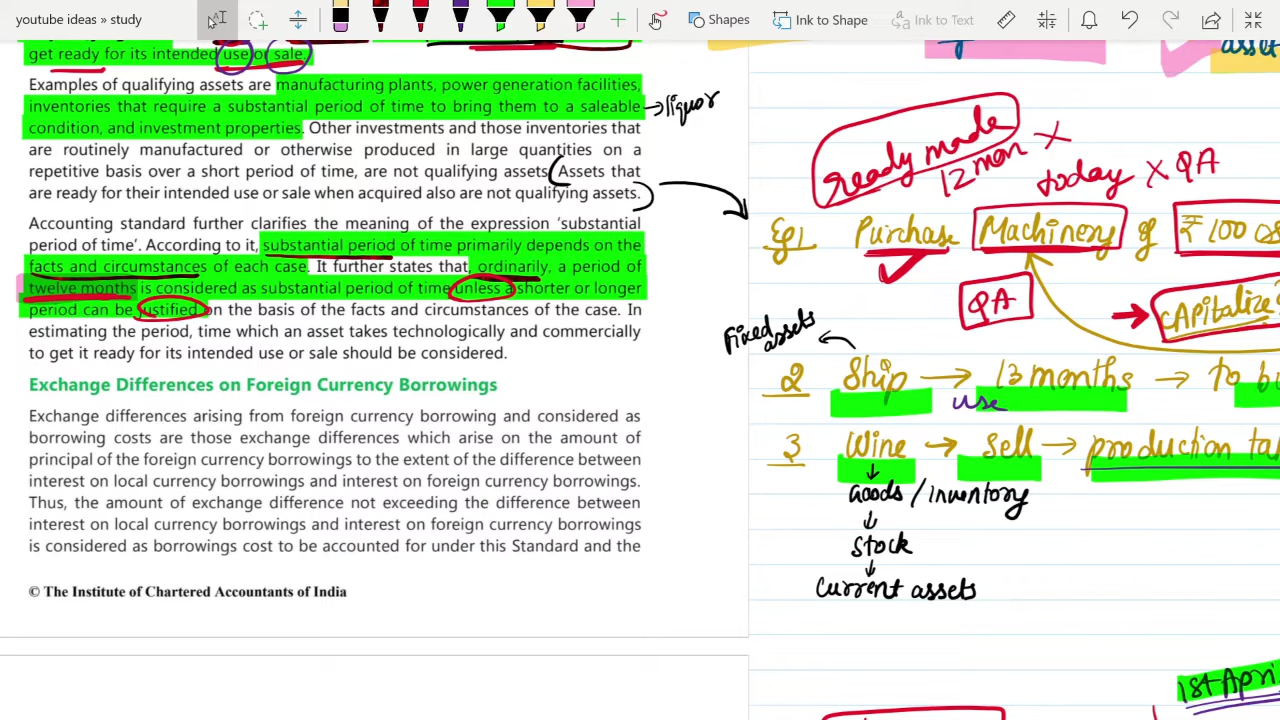 youtube ideas » study
Shapes
Ink to Shape
Ink to Text
get ready for its intended use or sale.
Examples of qualifying assets are manufacturing plants, power generation facilities,
inventories that require a substantial period of time to bring them to a saleable
condition, and investment properties. Other investments and those inventories that
are routinely manufactured or otherwise produced in large quantities on a
repetitive basis over a short period of time, are not qualifying assets. Assets that
are ready for their intended use or sale when acquired also are not qualifying assets.
Accounting standard further clarifies the meaning of the expression 'substantial
period of time'. According to it, substantial period of time primarily depends on the
facts and circumstances of each case. It further states that, ordinarily, a period of
twelve months is considered as substantial period of time unless a shorter or longer
period can be justified on the basis of the facts and circumstances of the case. In
estimating the period, time which an asset takes technologically and commercially
to get it ready for its intended use or sale should be considered.
Exchange Differences on Foreign Currency Borrowings
Exchange differences arising from foreign currency borrowing and considered as
borrowing costs are those exchange differences which arise on the amount of
principal of the foreign currency borrowings to the extent of the difference between
interest on local currency borrowings and interest on foreign currency borrowings.
Thus, the amount of exchange difference not exceeding the difference between
interest on local currency borrowings and interest on foreign currency borrowings
is considered as borrowings cost to be accounted for under this Standard and the
© The Institute of Chartered Accountants of India
→ liquor
asset
ready made
12 mon X
today X QA
Eg1 Purchase Machinery of ₹ 100
QA
→ CApitalize?
Fixed
assets
2 Ship → 13 months → to
use
3 Wine → sell → production
↓
Goods / inventory
↓
Stock
↓
Current assets
1st April